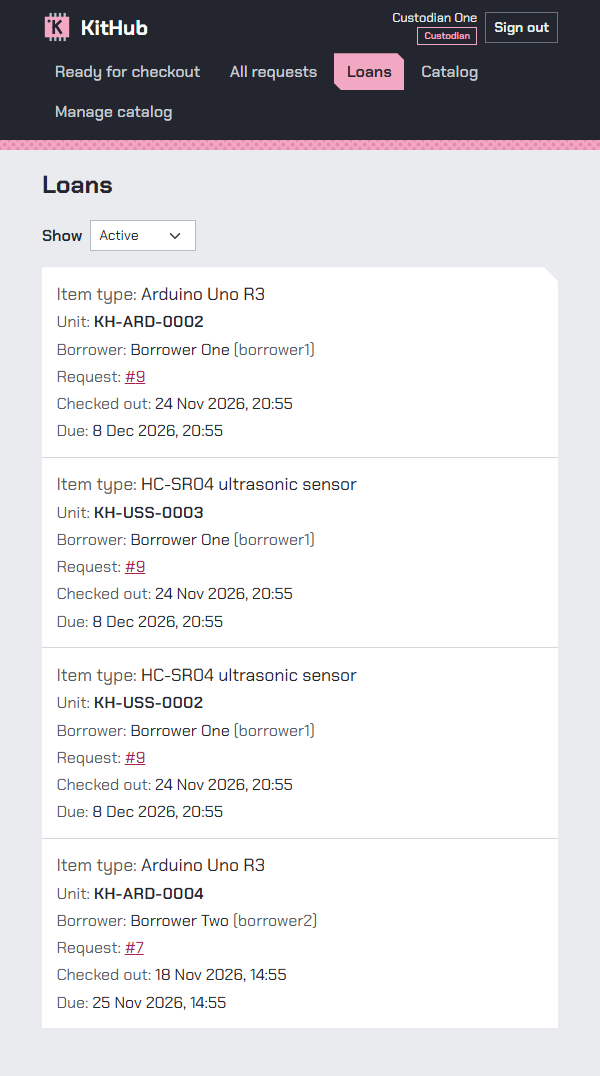 K
KitHub
Custodian One
Custodian
Sign out
Ready for checkout
All requests
Loans
Catalog
Manage catalog
Loans
Show
Active
Item type: Arduino Uno R3
Unit: KH-ARD-0002
Borrower: Borrower One (borrower1)
Request: #9
Checked out: 24 Nov 2026, 20:55
Due: 8 Dec 2026, 20:55
Item type: HC-SR04 ultrasonic sensor
Unit: KH-USS-0003
Borrower: Borrower One (borrower1)
Request: #9
Checked out: 24 Nov 2026, 20:55
Due: 8 Dec 2026, 20:55
Item type: HC-SR04 ultrasonic sensor
Unit: KH-USS-0002
Borrower: Borrower One (borrower1)
Request: #9
Checked out: 24 Nov 2026, 20:55
Due: 8 Dec 2026, 20:55
Item type: Arduino Uno R3
Unit: KH-ARD-0004
Borrower: Borrower Two (borrower2)
Request: #7
Checked out: 18 Nov 2026, 14:55
Due: 25 Nov 2026, 14:55